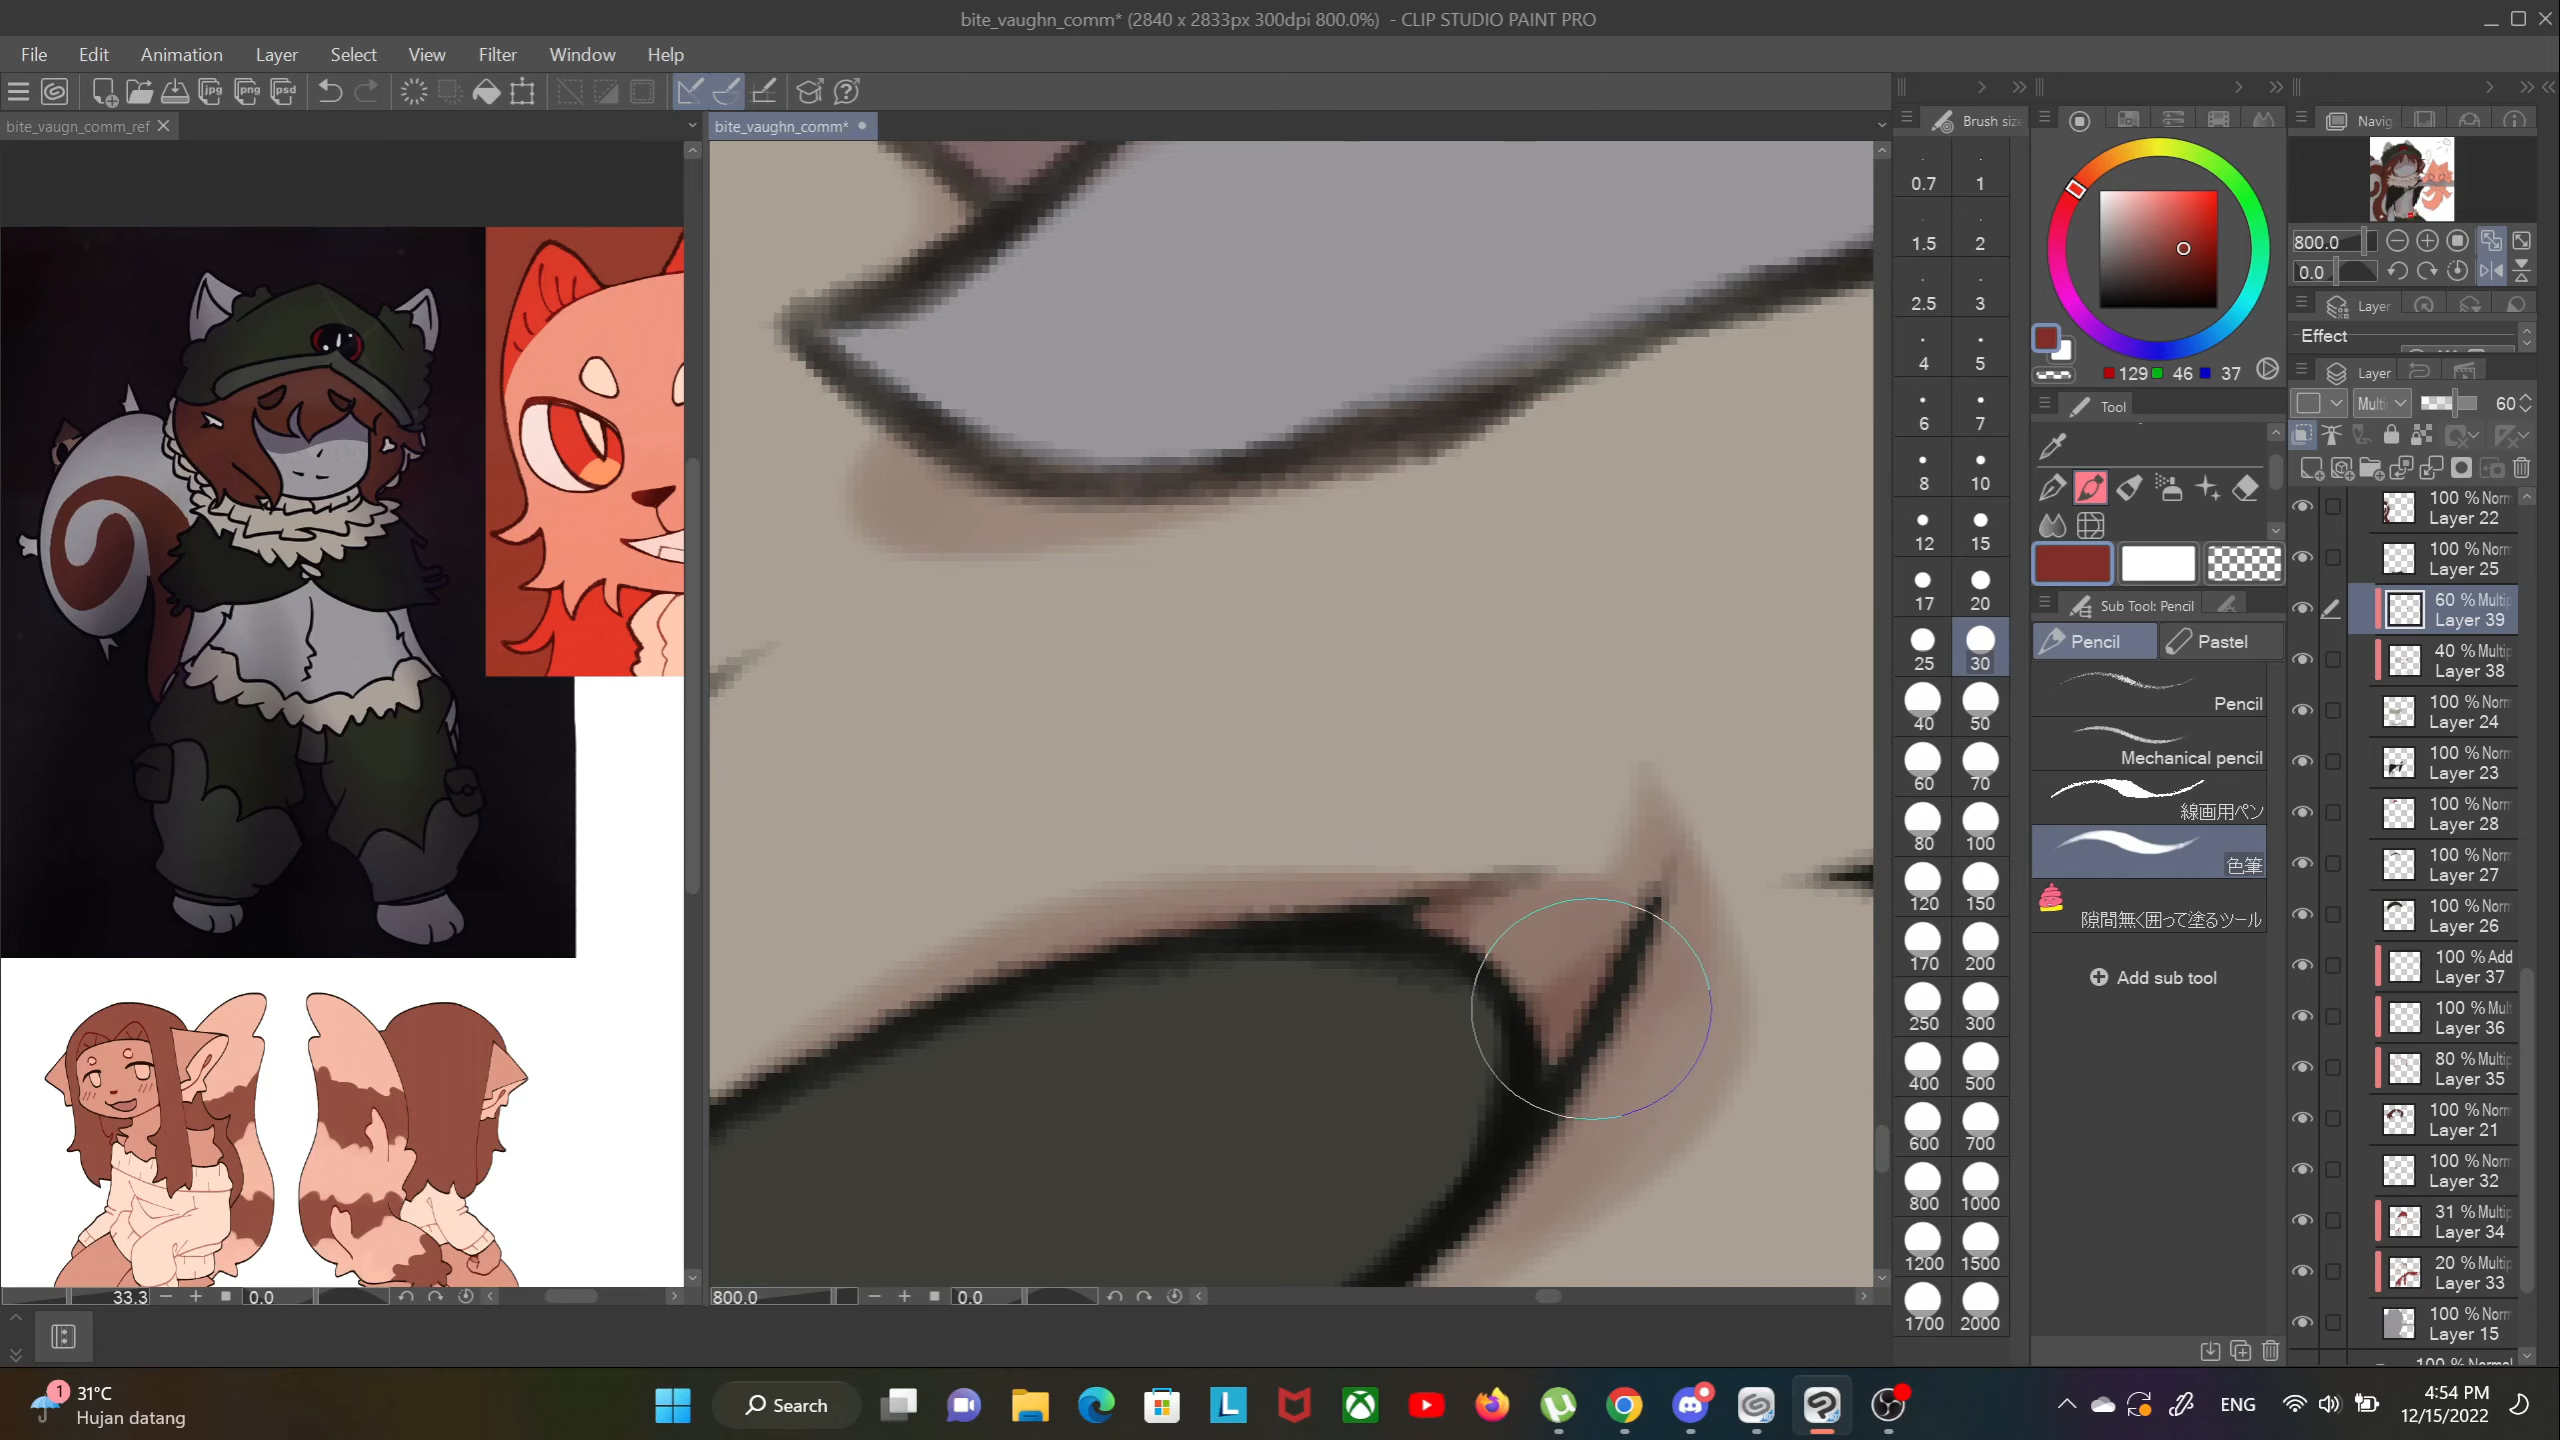 bite_vaughn_comm* (2840 x 2833px 300dpi 800.0%) - CLIP STUDIO PAINT PRO
File Edit Animation Layer Select View Filter Window Help
jpg png psd
bite_vaugn_comm_ref
bite_vaughn_comm*
Brush size
0.7 1
1.5 2
2.5 3
4 5
6 7
8 10
12 15
17 20
25 30
40 50
60 70
80 100
120 150
170 200
250 300
400 500
600 700
800 1000
1200 1500
1700 2000
129 46 37
Tool
Sub Tool: Pencil
Pencil Pastel
Pencil
Mechanical pencil
線画用ペン
色筆
隙間無く囲って塗るツール
Add sub tool
Navig
800.0
0.0
Layer
Effect
Layer
Multi 60
100 % Norm
Layer 22
100 % Norm
Layer 25
60 % Multip
Layer 39
40 % Multip
Layer 38
100 % Norm
Layer 24
100 % Norm
Layer 23
100 % Norm
Layer 28
100 % Norm
Layer 27
100 % Norm
Layer 26
100 % Add
Layer 37
100 % Mul
Layer 36
80 % Multip
Layer 35
100 % Norm
Layer 21
100 % Norm
Layer 32
31 % Multip
Layer 34
20 % Multip
Layer 33
100 % Norm
Layer 15
100 % Normal
33.3 0.0
800.0 0.0
1
31°C
Hujan datang
Search
L
ENG
4:54 PM
12/15/2022